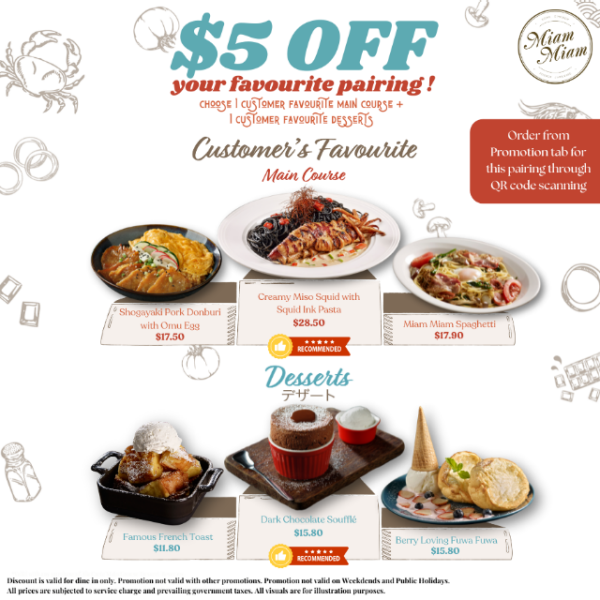 $5 OFF
your favourite pairing !
CHOOSE 1 CUSTOMER FAVOURITE MAIN COURSE +
1 CUSTOMER FAVOURITE DESSERTS
Miam
Miam
Order from
Promotion tab for
this pairing through
QR code scanning
Customer's Favourite
Main Course
Shogayaki Pork Donburi
with Omu Egg
$17.50
Creamy Miso Squid with
Squid Ink Pasta
$28.50
RECOMMENDED
Miam Miam Spaghetti
$17.90
Desserts
デザート
Famous French Toast
$11.80
Dark Chocolate Soufflé
$15.80
RECOMMENDED
Berry Loving Fuwa Fuwa
$15.80
Discount is valid for dine in only. Promotion not valid with other promotions. Promotion not valid on Weekdends and Public Holidays.
All prices are subjected to service charge and prevailing government taxes. All visuals are for illustration purposes.